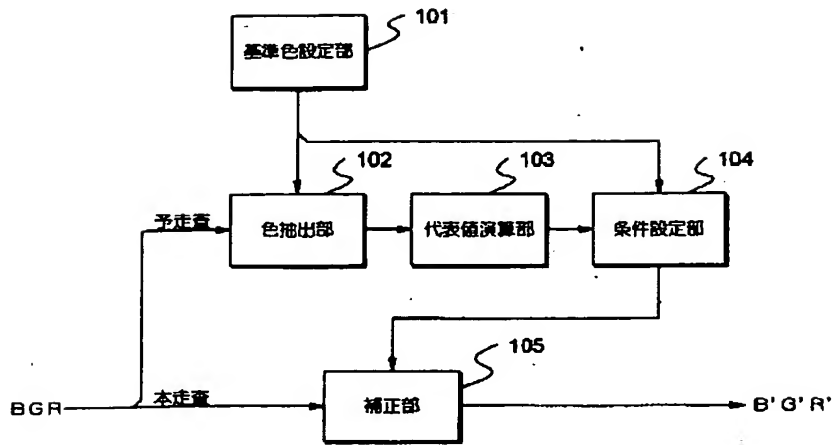 101
基準色設定部
102
103
104
予走査
色抽出部
代表値演算部
条件設定部
105
BGR
本走査
補正部
B'G'R'